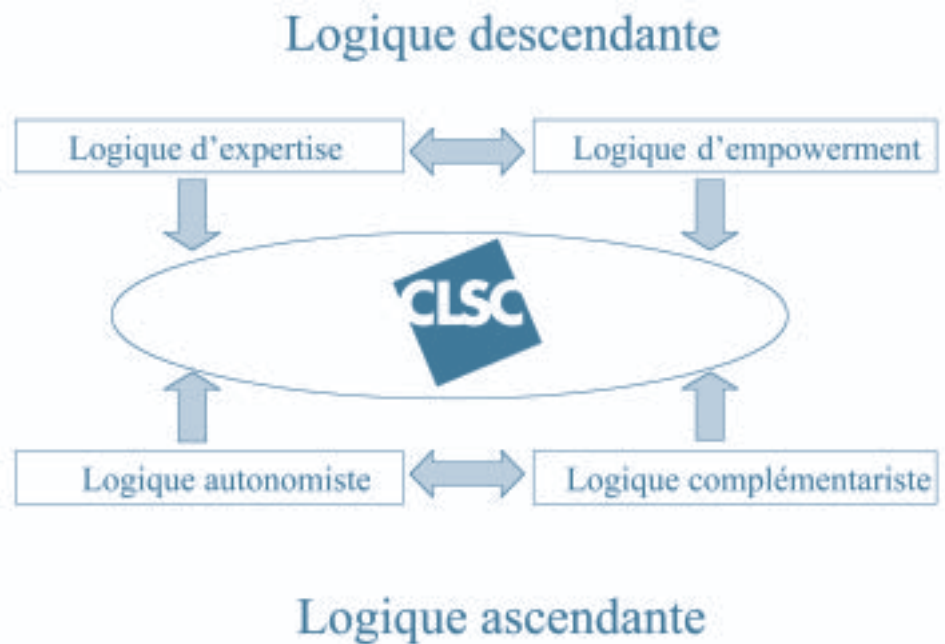 Logique descendante
Logique d'expertise
Logique d'empowerment
CLSC
Logique autonomiste
Logique complémentariste
Logique ascendante